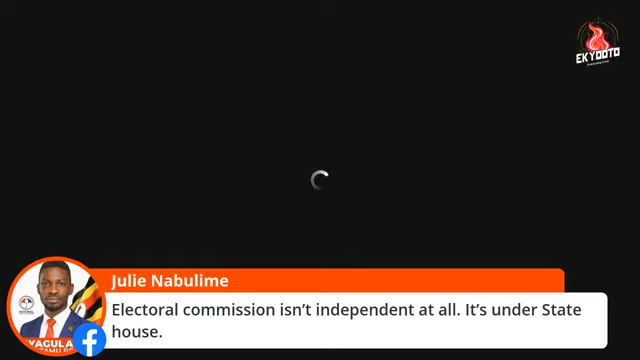 EKYOOTO
Julie Nabulime
Electoral commission isn’t independent at all. It’s under State
house.